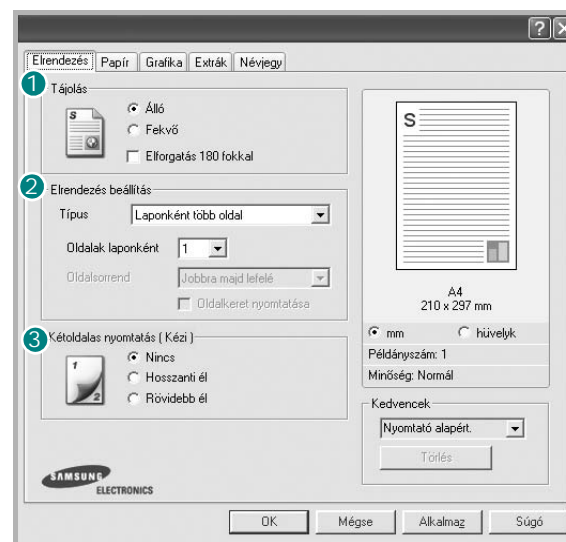 ?
Elrendezés Papír Grafika Extrák Névjegy
1 Tájolás
S
Álló
Fekvő
Elforgatás 180 fokkal
2 Elrendezés beállítás
Típus Laponként több oldal
Oldalak laponként 1
Oldalsorrend Jobbra majd lefelé
Oldalkeret nyomtatása
3 Kétoldalas nyomtatás ( Kézi )
1
2
Nincs
Hosszanti él
Rövidebb él
SAMSUNG
ELECTRONICS
S
A4
210 x 297 mm
mm hüvelyk
Példányszám: 1
Minőség: Normál
Kedvencek
Nyomtató alapért.
Törlés
OK Mégse Alkalmaz Súgó